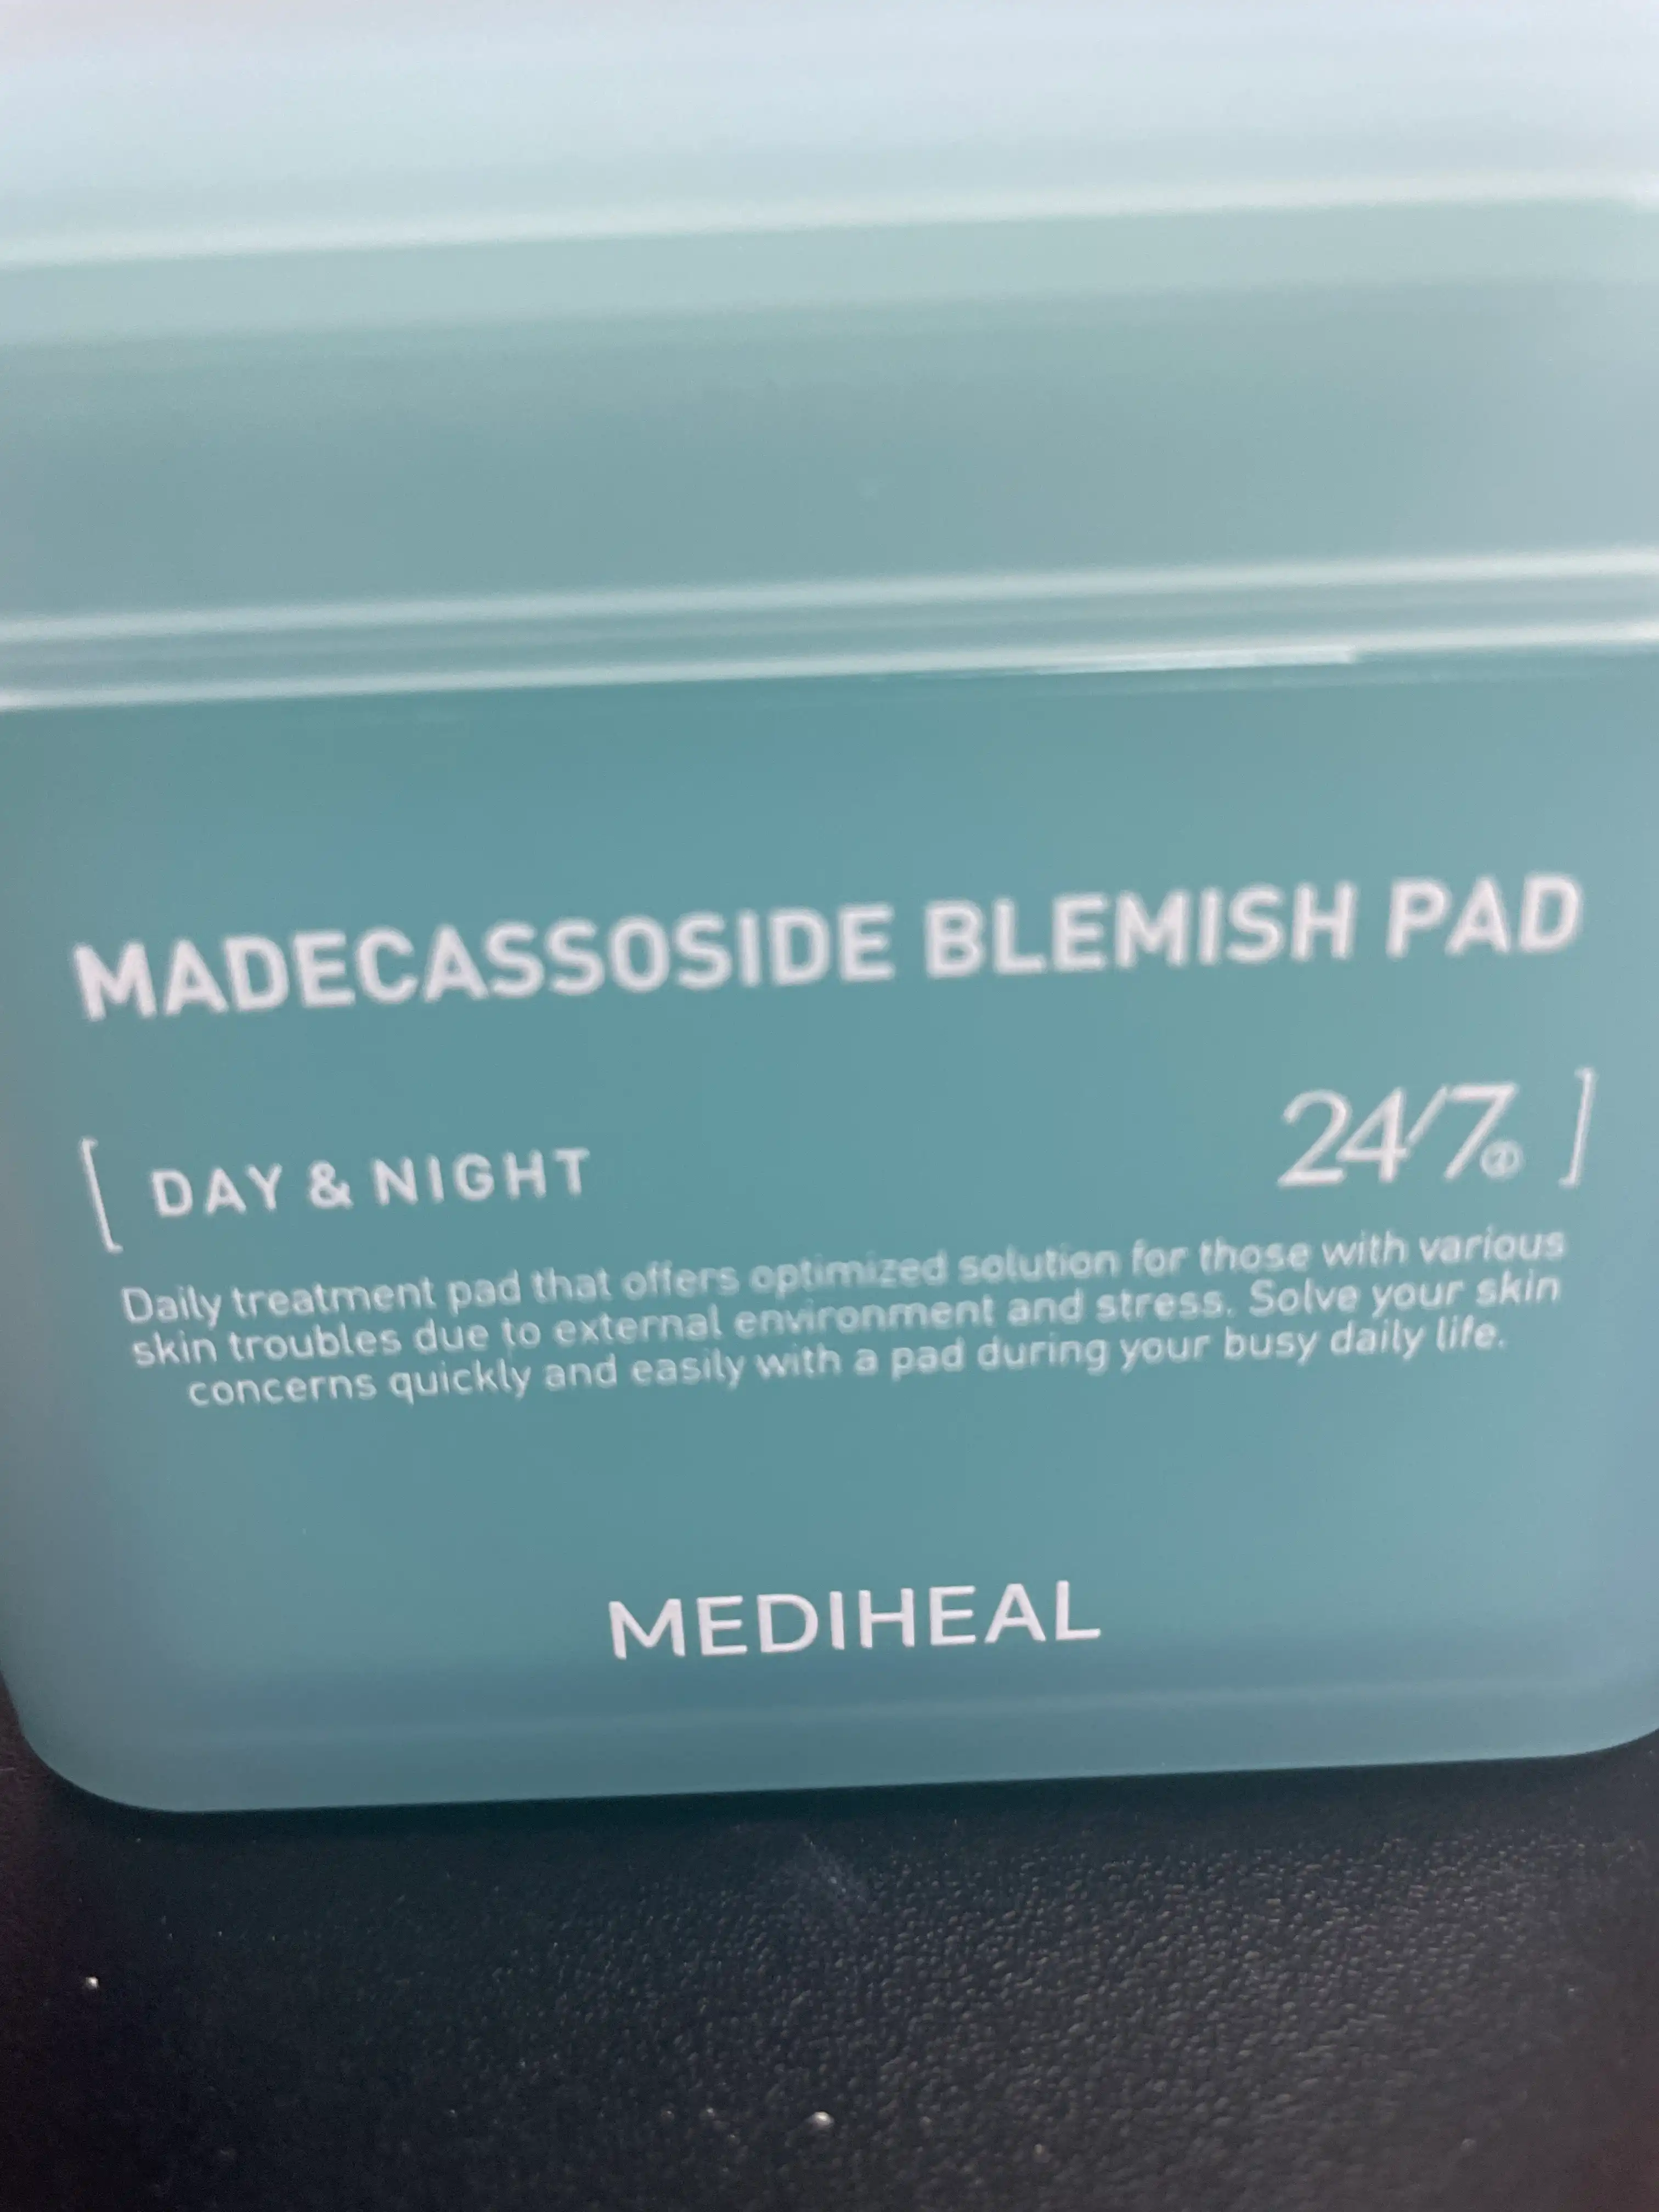 MADECASSOSIDE BLEMISH PAD
[ DAY & NIGHT 24/7 ]
Daily treatment pad that offers optimized solution for those with various
skin troubles due to external environment and stress. Solve your skin
concerns quickly and easily with a pad during your busy daily life.
MEDIHEAL